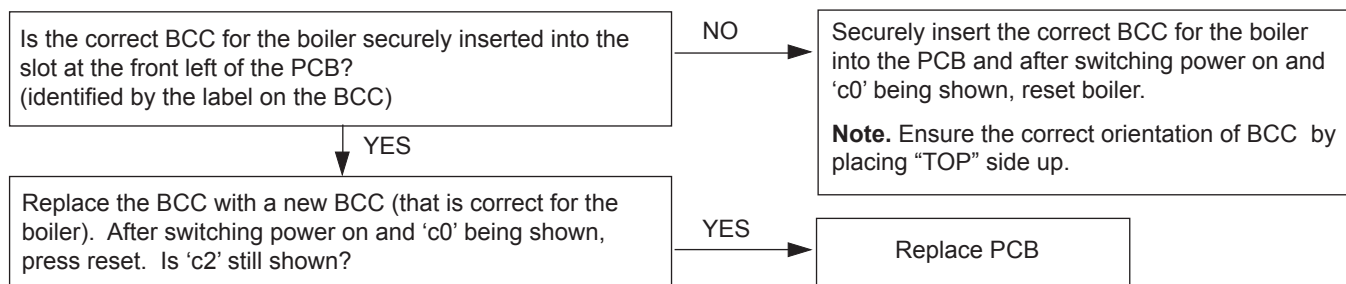 Is the correct BCC for the boiler securely inserted into the
slot at the front left of the PCB?
(identified by the label on the BCC)
NO
Securely insert the correct BCC for the boiler
into the PCB and after switching power on and
‘c0’ being shown, reset boiler.
Note. Ensure the correct orientation of BCC by
placing “TOP” side up.
YES
Replace the BCC with a new BCC (that is correct for the
boiler). After switching power on and ‘c0’ being shown,
press reset. Is ‘c2’ still shown?
YES
Replace PCB